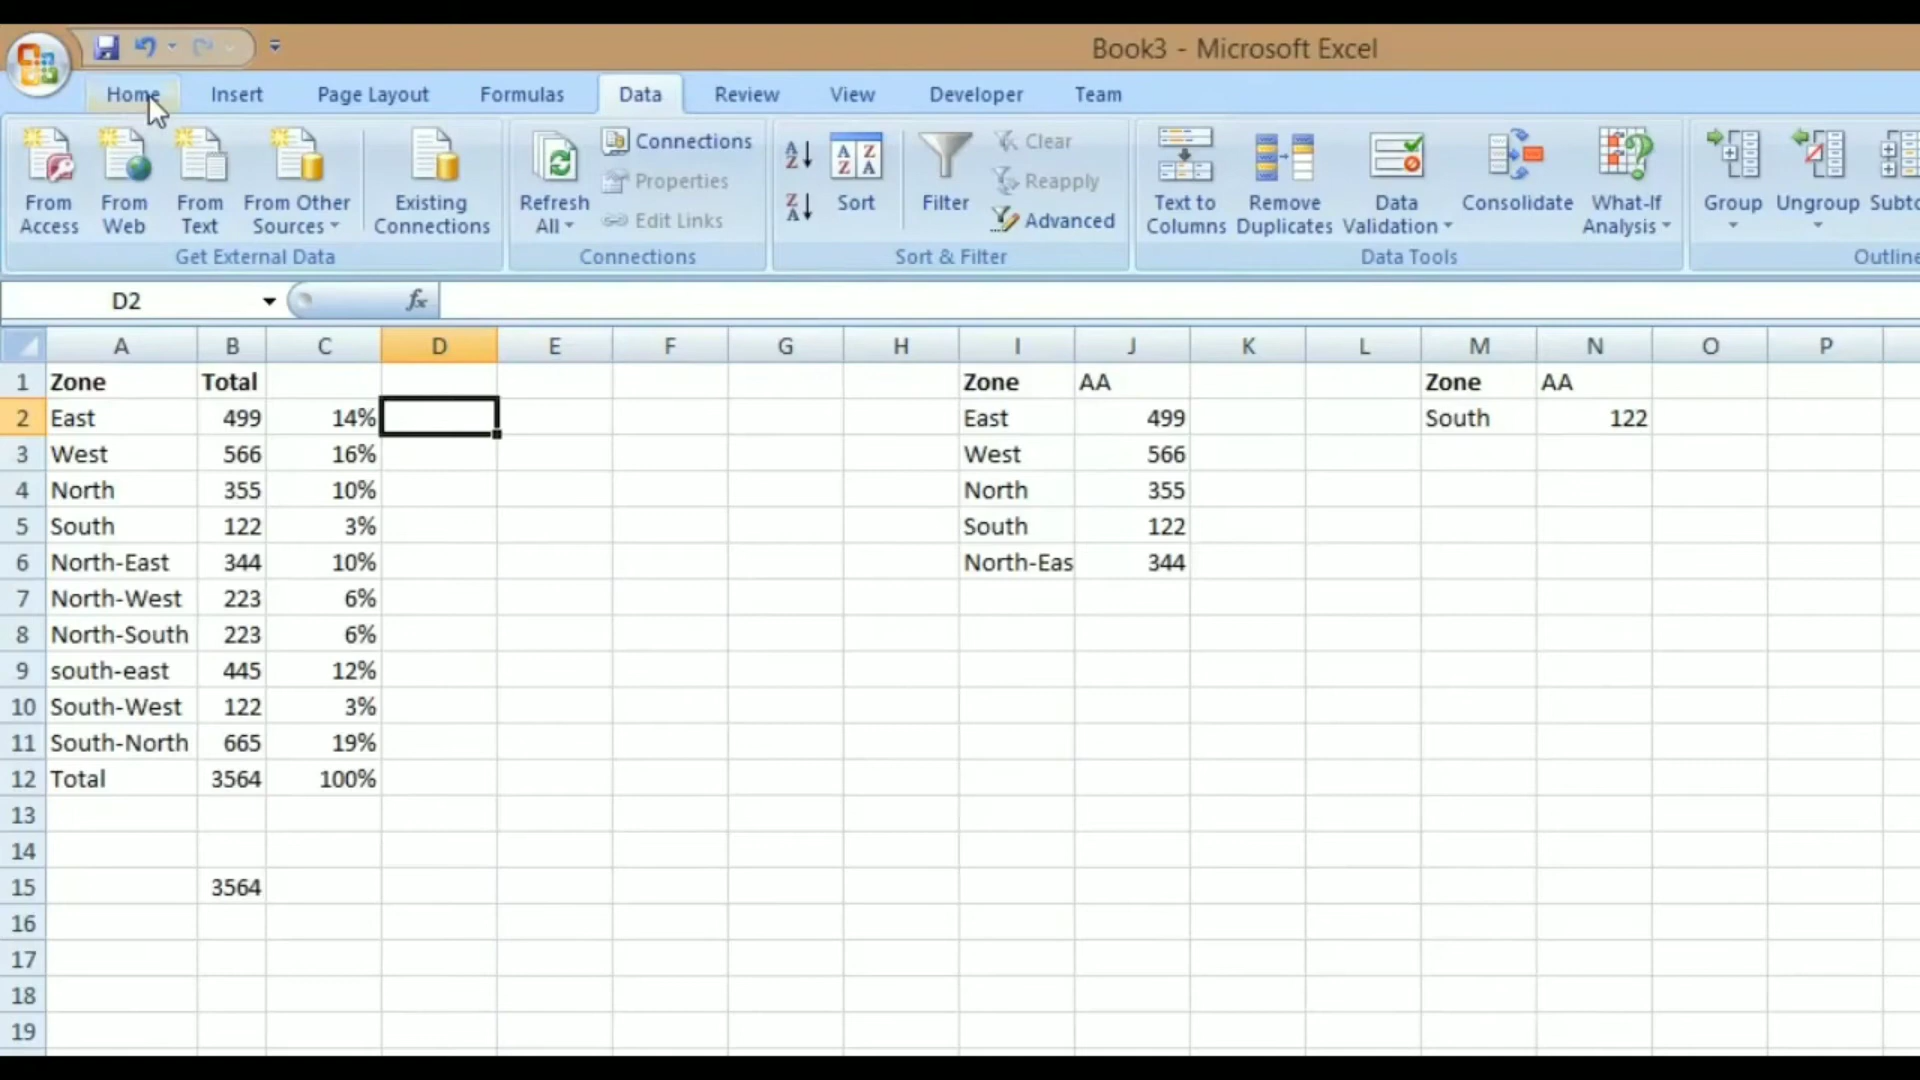 Book3 - Microsoft Excel
Home Insert Page Layout Formulas Data Review View Developer Team
From Access From Web From Text From Other Sources Existing Connections Refresh All Connections Properties Edit Links Sort Filter Clear Reapply Advanced Text to Columns Remove Duplicates Data Validation Consolidate What-If Analysis Group Ungroup
Get External Data Connections Sort & Filter Data Tools Outline
D2 fx
A B C D E F G H I J K L M N O P
1 Zone Total Zone AA Zone AA
2 East 499 14% East 499 South 122
3 West 566 16% West 566
4 North 355 10% North 355
5 South 122 3% South 122
6 North-East 344 10% North-Eas 344
7 North-West 223 6%
8 North-South 223 6%
9 south-east 445 12%
10 South-West 122 3%
11 South-North 665 19%
12 Total 3564 100%
13
14
15 3564
16
17
18
19